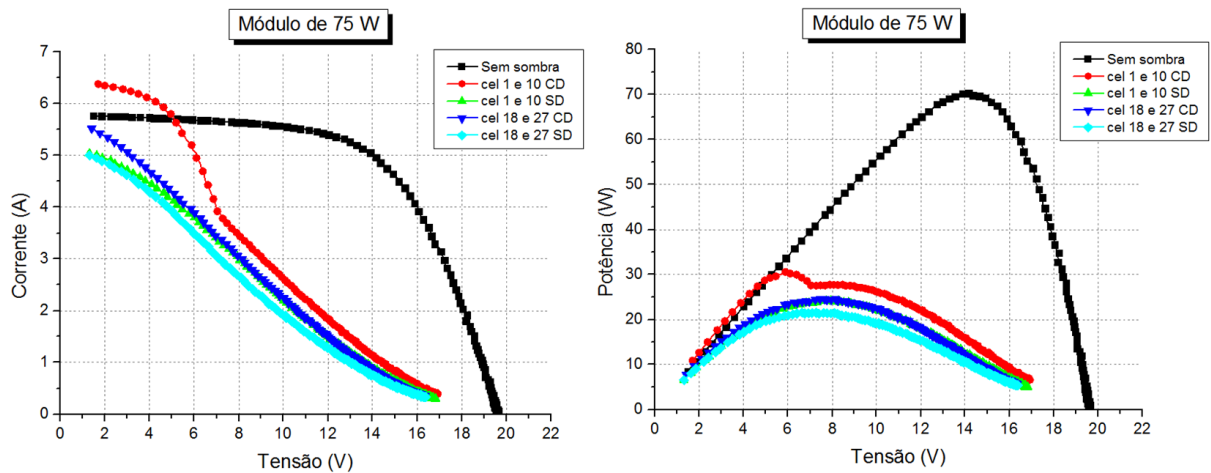 Módulo de 75 W
Sem sombra
cel 1 e 10 CD
cel 1 e 10 SD
cel 18 e 27 CD
cel 18 e 27 SD
Corrente (A)
7
6
5
4
3
2
1
0
0 2 4 6 8 10 12 14 16 18 20 22
Tensão (V)
Módulo de 75 W
Sem sombra
cel 1 e 10 CD
cel 1 e 10 SD
cel 18 e 27 CD
cel 18 e 27 SD
Potência (W)
80
70
60
50
40
30
20
10
0
0 2 4 6 8 10 12 14 16 18 20 22
Tensão (V)